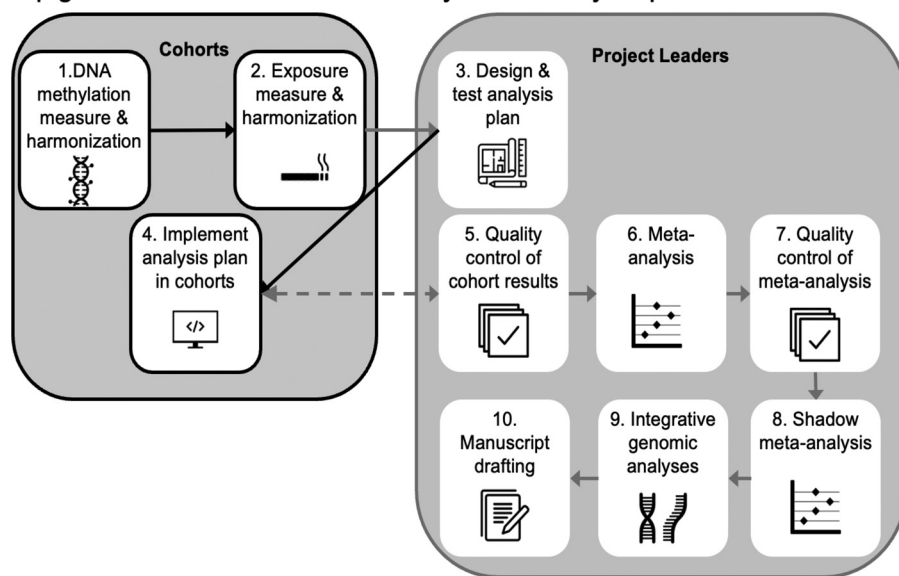 Cohorts
1.DNA
methylation
measure &
harmonization
2. Exposure
measure &
harmonization
Project Leaders
3. Design &
test analysis
plan
4. Implement
analysis plan
in cohorts
</>
5. Quality
control of
cohort results
6. Meta-
analysis
7. Quality
control of
meta-analysis
8. Shadow
meta-analysis
9. Integrative
genomic
analyses
10.
Manuscript
drafting